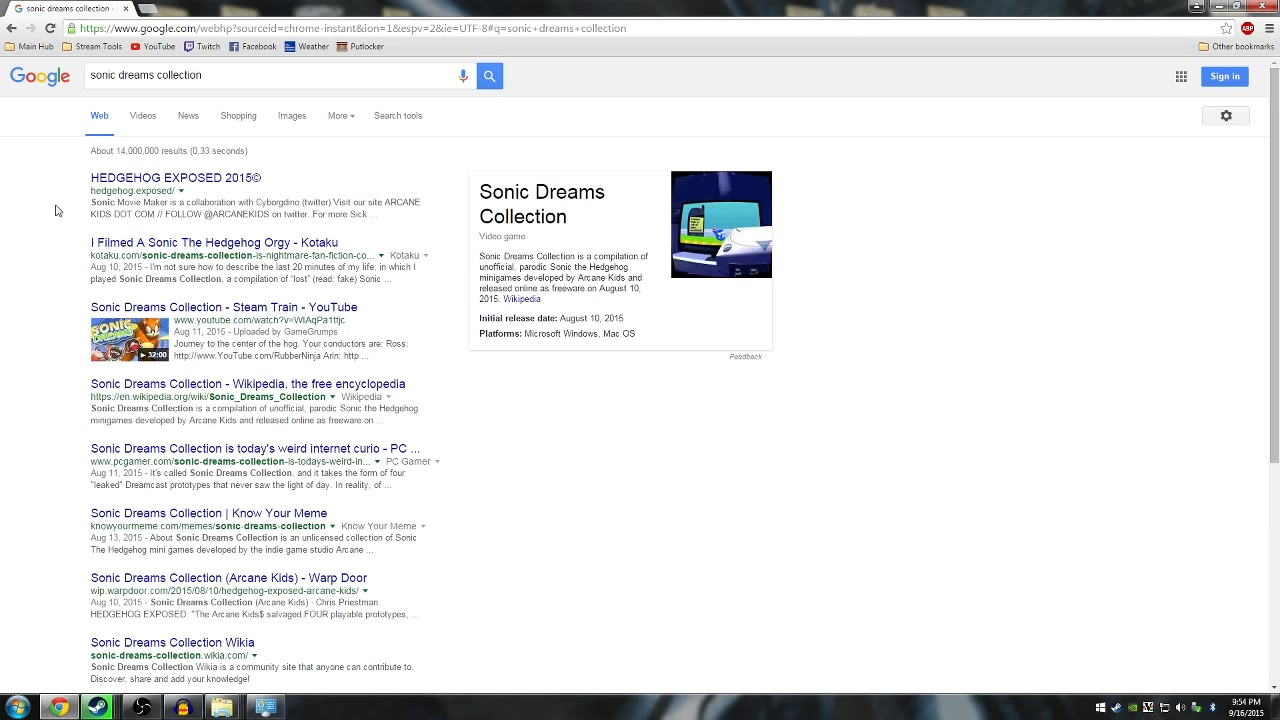 sonic dreams collection -
https://www.google.com/webhp?sourceid=chrome-instant&ion=1&espv=2&ie=UTF-8#q=sonic+dreams+collection
Main Hub Stream Tools YouTube Twitch Facebook Weather Putlocker Other bookmarks
Google sonic dreams collection Sign in
Web Videos News Shopping Images More Search tools
About 14,000,000 results (0.33 seconds)
HEDGEHOG EXPOSED 2015©
hedgehog.exposed/
Sonic Movie Maker is a collaboration with Cyborgdino (twitter) Visit our site ARCANE
KIDS DOT COM // FOLLOW @ARCANEKIDS on twitter. For more Sick ...
I Filmed A Sonic The Hedgehog Orgy - Kotaku
kotaku.com/sonic-dreams-collection-is-nightmare-fan-fiction-co... Kotaku
Aug 10, 2015 - I'm not sure how to describe the last 20 minutes of my life, in which I
played Sonic Dreams Collection, a compilation of "lost" (read: fake) Sonic ...
Sonic Dreams Collection - Steam Train - YouTube
www.youtube.com/watch?v=WIAqPa1ttjc
Aug 11, 2015 - Uploaded by GameGrumps
Journey to the center of the hog. Your conductors are: Ross:
http://www.YouTube.com/RubberNinja Arin: http ...
SONIC
32:00
Sonic Dreams Collection - Wikipedia, the free encyclopedia
https://en.wikipedia.org/wiki/Sonic_Dreams_Collection Wikipedia
Sonic Dreams Collection is a compilation of unofficial, parodic Sonic the Hedgehog
minigames developed by Arcane Kids and released online as freeware on ...
Sonic Dreams Collection is today's weird internet curio - PC ...
www.pcgamer.com/sonic-dreams-collection-is-todays-weird-in... PC Gamer
Aug 11, 2015 - It's called Sonic Dreams Collection, and it takes the form of four
"leaked" Dreamcast prototypes that never saw the light of day. In reality, of ...
Sonic Dreams Collection | Know Your Meme
knowyourmeme.com/memes/sonic-dreams-collection Know Your Meme
Aug 13, 2015 - About Sonic Dreams Collection is an unlicensed collection of Sonic
The Hedgehog mini games developed by the indie game studio Arcane ...
Sonic Dreams Collection (Arcane Kids) - Warp Door
wip.warpdoor.com/2015/08/10/hedgehog-exposed-arcane-kids/
Aug 10, 2015 - Sonic Dreams Collection (Arcane Kids) · Chris Priestman.
HEDGEHOG EXPOSED. "The Arcane Kids$ salvaged FOUR playable prototypes, ...
Sonic Dreams Collection Wikia
sonic-dreams-collection.wikia.com/
Sonic Dreams Collection Wikia is a community site that anyone can contribute to.
Discover, share and add your knowledge!
Sonic Dreams
Collection
Video game
Sonic Dreams Collection is a compilation of
unofficial, parodic Sonic the Hedgehog
minigames developed by Arcane Kids and
released online as freeware on August 10,
2015. Wikipedia
Initial release date: August 10, 2015
Platforms: Microsoft Windows, Mac OS
Feedback
9:54 PM
9/16/2015